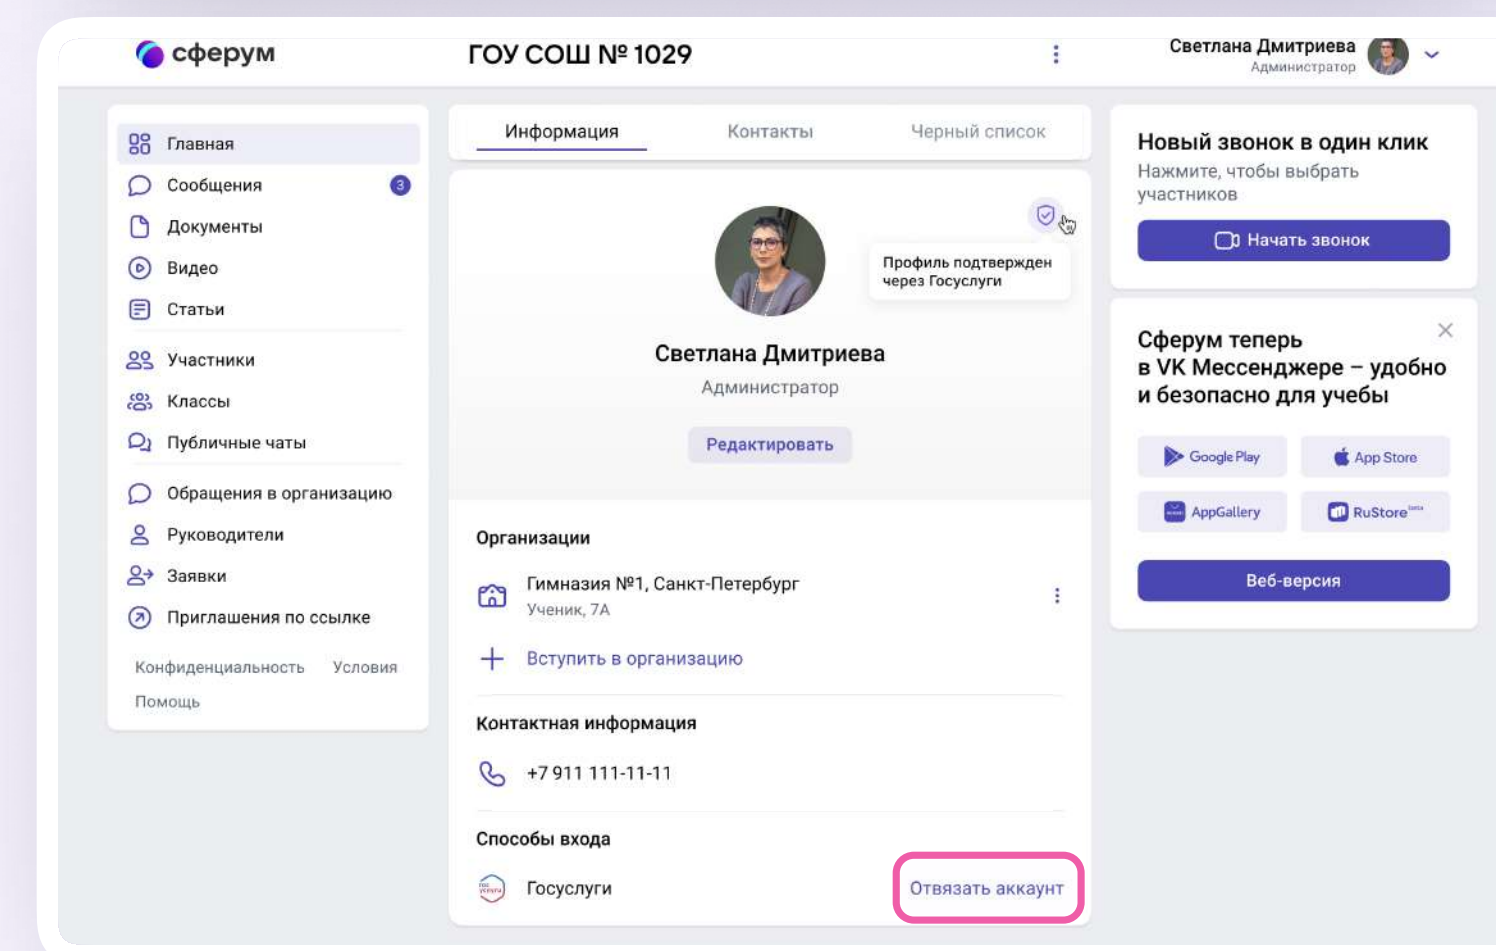 сферум
ГОУ СОШ № 1029
Светлана Дмитриева
Администратор
Главная
Сообщения 3
Документы
Видео
Статьи
Участники
Классы
Публичные чаты
Обращения в организацию
Руководители
Заявки
Приглашения по ссылке
Конфиденциальность Условия
Помощь
Информация Контакты Черный список
Профиль подтвержден
через Госуслуги
Светлана Дмитриева
Администратор
Редактировать
Организации
Гимназия №1, Санкт-Петербург
Ученик, 7А
Вступить в организацию
Контактная информация
+7 911 111-11-11
Способы входа
гос
услуги
Госуслуги Отвязать аккаунт
Новый звонок в один клик
Нажмите, чтобы выбрать
участников
Начать звонок
Сферум теперь
в VK Мессенджере – удобно
и безопасно для учебы
Google Play App Store
AppGallery RuStore beta
Веб-версия